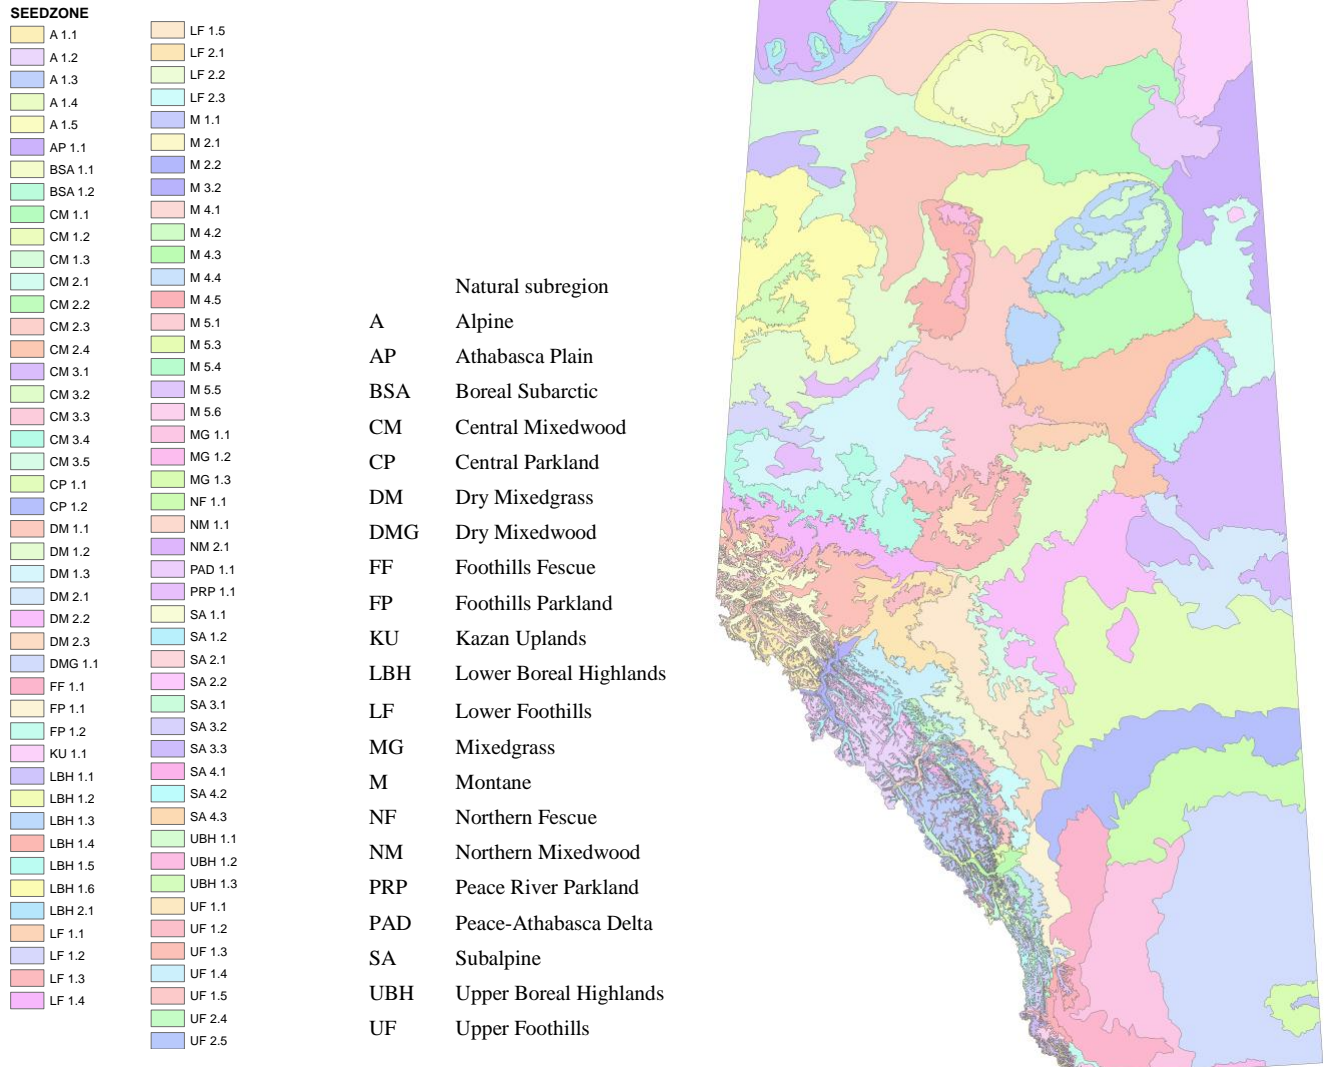 SEEDZONE
A 1.1
A 1.2
A 1.3
A 1.4
A 1.5
AP 1.1
BSA 1.1
BSA 1.2
CM 1.1
CM 1.2
CM 1.3
CM 2.1
CM 2.2
CM 2.3
CM 2.4
CM 3.1
CM 3.2
CM 3.3
CM 3.4
CM 3.5
CP 1.1
CP 1.2
DM 1.1
DM 1.2
DM 1.3
DM 2.1
DM 2.2
DM 2.3
DMG 1.1
FF 1.1
FP 1.1
FP 1.2
KU 1.1
LBH 1.1
LBH 1.2
LBH 1.3
LBH 1.4
LBH 1.5
LBH 1.6
LBH 2.1
LF 1.1
LF 1.2
LF 1.3
LF 1.4
LF 1.5
LF 2.1
LF 2.2
LF 2.3
M 1.1
M 2.1
M 2.2
M 3.2
M 4.1
M 4.2
M 4.3
M 4.4
M 4.5
M 5.1
M 5.3
M 5.4
M 5.5
M 5.6
MG 1.1
MG 1.2
MG 1.3
NF 1.1
NM 1.1
NM 2.1
PAD 1.1
PRP 1.1
SA 1.1
SA 1.2
SA 2.1
SA 2.2
SA 3.1
SA 3.2
SA 3.3
SA 4.1
SA 4.2
SA 4.3
UBH 1.1
UBH 1.2
UBH 1.3
UF 1.1
UF 1.2
UF 1.3
UF 1.4
UF 1.5
UF 2.4
UF 2.5
Natural subregion
A Alpine
AP Athabasca Plain
BSA Boreal Subarctic
CM Central Mixedwood
CP Central Parkland
DM Dry Mixedgrass
DMG Dry Mixedwood
FF Foothills Fescue
FP Foothills Parkland
KU Kazan Uplands
LBH Lower Boreal Highlands
LF Lower Foothills
MG Mixedgrass
M Montane
NF Northern Fescue
NM Northern Mixedwood
PRP Peace River Parkland
PAD Peace-Athabasca Delta
SA Subalpine
UBH Upper Boreal Highlands
UF Upper Foothills